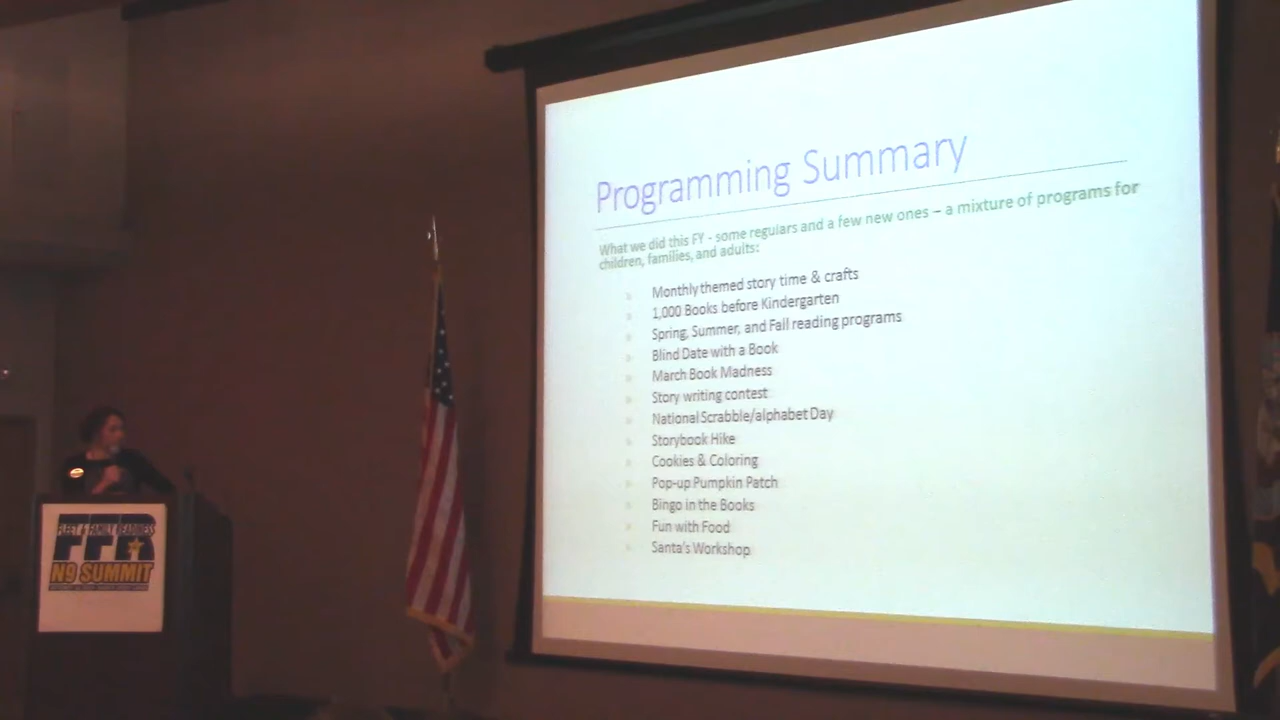 Programming Summary
What we did this FY - some regulars and a few new ones – a mixture of programs for
children, families, and adults:
Monthly themed story time & crafts
1,000 Books before Kindergarten
Spring, Summer, and Fall reading programs
Blind Date with a Book
March Book Madness
Story writing contest
National Scrabble/alphabet Day
Storybook Hike
Cookies & Coloring
Pop-up Pumpkin Patch
Bingo in the Books
Fun with Food
Santa's Workshop
FLEET & FAMILY READINESS
FFR
N9 SUMMIT